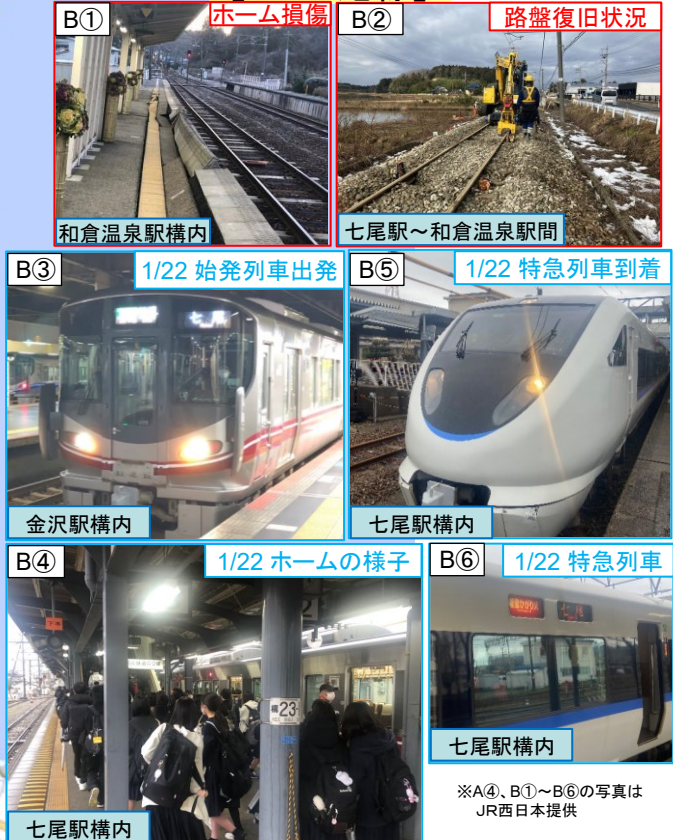 B①
ホーム損傷
和倉温泉駅構内
B②
路盤復旧状況
七尾駅～和倉温泉駅間
B③
1/22 始発列車出発
金沢駅構内
B⑤
1/22 特急列車到着
七尾駅構内
B④
1/22 ホームの様子
23
七尾駅構内
B⑥
1/22 特急列車
七尾駅構内
※A④、B①～B⑥の写真は
JR西日本提供